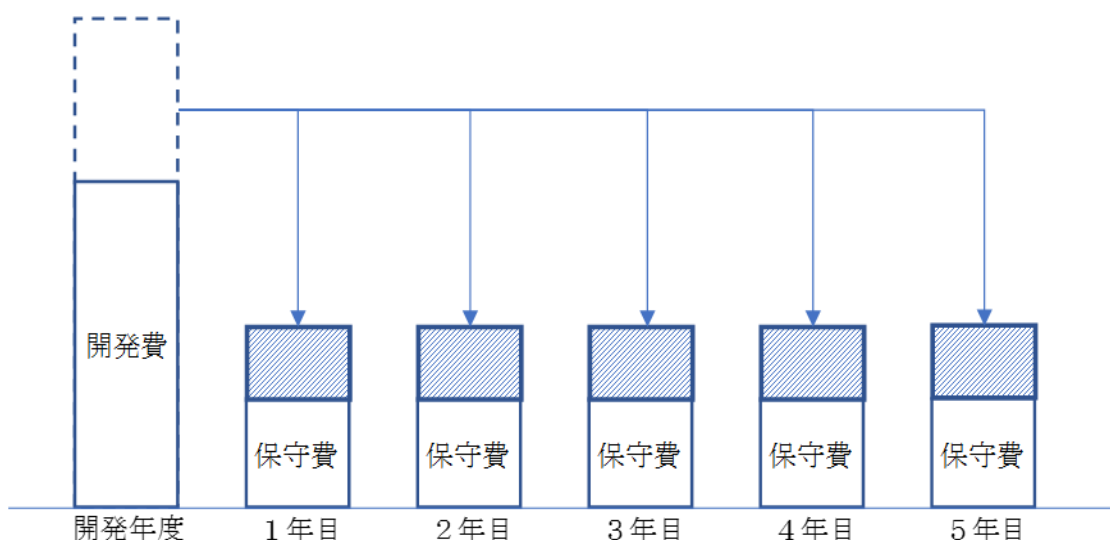 開発費
保守費
保守費
保守費
保守費
保守費
開発年度
１年目
２年目
３年目
４年目
５年目